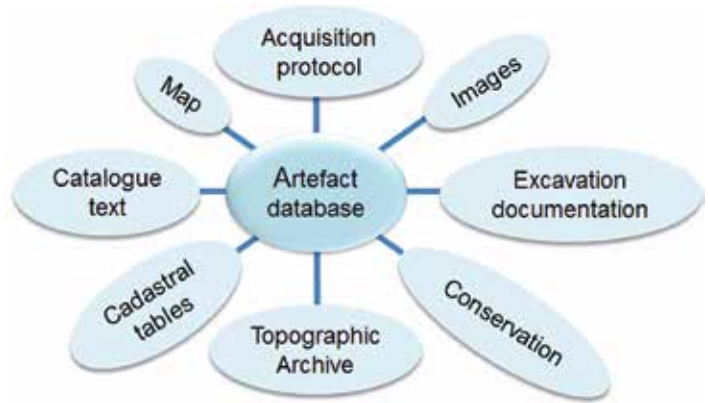 Acquisition
protocol
Images
Map
Catalogue
text
Artefact
database
Excavation
documentation
Cadastral
tables
Topographic
Archive
Conservation